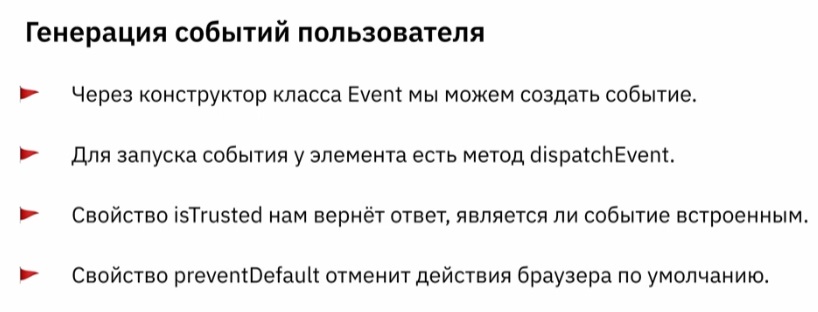 Генерация событий пользователя
Через конструктор класса Event мы можем создать событие.
Для запуска события у элемента есть метод dispatchEvent.
Свойство isTrusted нам вернёт ответ, является ли событие встроенным.
Свойство preventDefault отменит действия браузера по умолчанию.